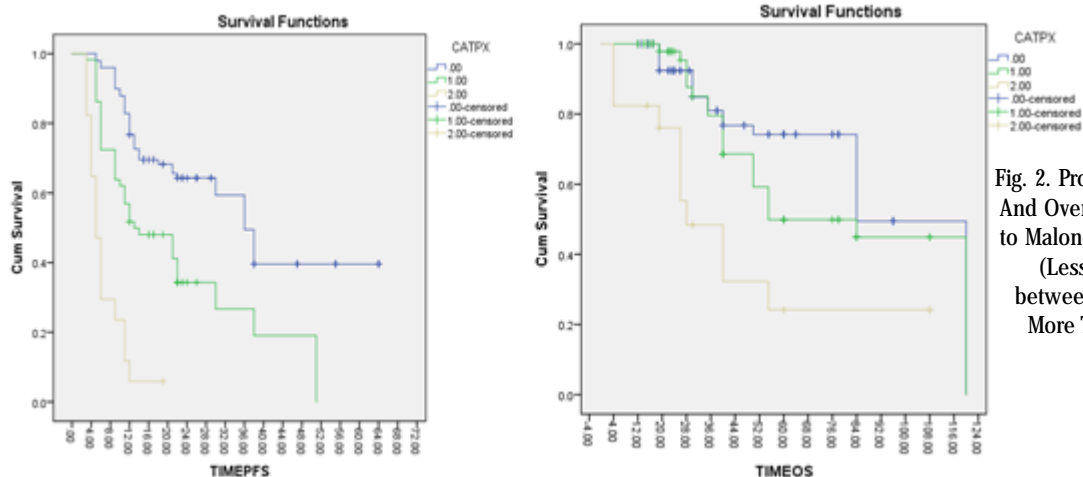 Survival Functions
CATPX
.00
1.00
2.00
.00-censored
1.00-censored
2.00-censored
Cum Survival
1.0
0.8
0.6
0.4
0.2
0.0
.00 4.00 8.00 12.00 16.00 20.00 24.00 28.00 32.00 36.00 40.00 44.00 48.00 52.00 56.00 60.00 64.00 68.00 72.00
TIMEPFS
Survival Functions
CATPX
.00
1.00
2.00
.00-censored
1.00-censored
2.00-censored
Cum Survival
1.0
0.8
0.6
0.4
0.2
0.0
-4.00 4.00 12.00 20.00 28.00 36.00 44.00 52.00 60.00 68.00 76.00 84.00 92.00 100.00 108.00 116.00 124.00
TIMEOS
Fig. 2. Pro
And Over
to Malon
(Less
betwee
More T